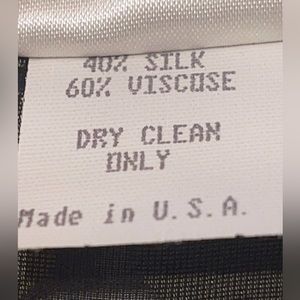 40% SILK
60% VISCOSE
DRY CLEAN
ONLY
Made in U.S.A.